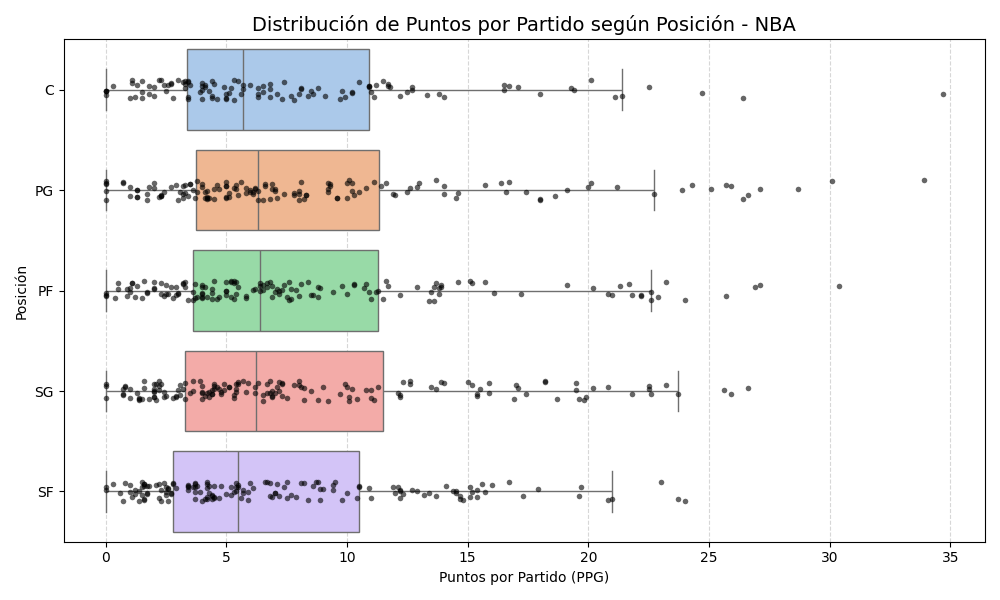 Distribución de Puntos por Partido según Posición - NBA
Posición
C
PG
PF
SG
SF
0 5 10 15 20 25 30 35
Puntos por Partido (PPG)